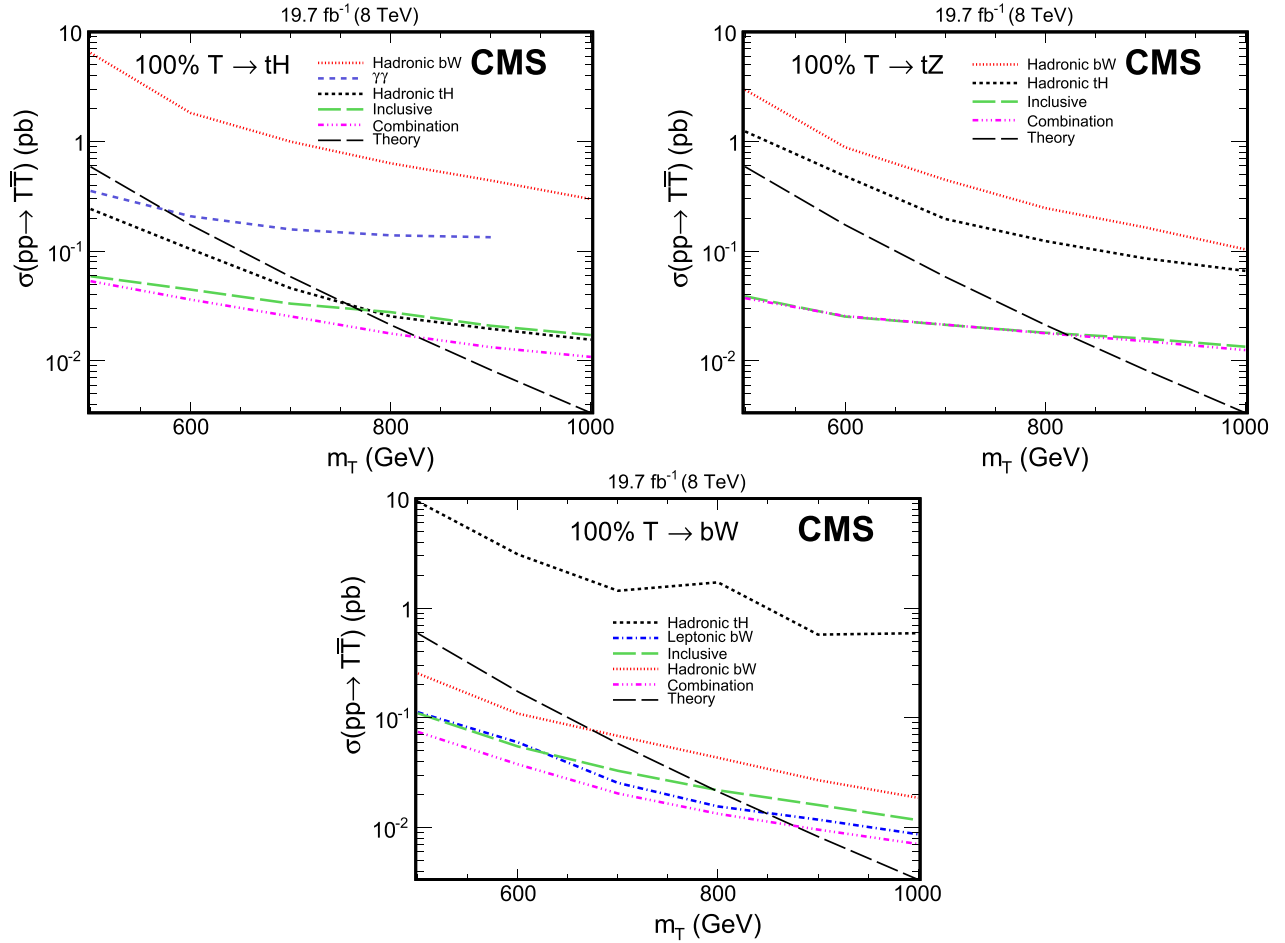 19.7 fb⁻¹ (8 TeV)
100% T → tH
CMS
Hadronic bW
γγ
Hadronic tH
Inclusive
Combination
Theory
σ(pp→ TT̅) (pb)
10
1
10⁻¹
10⁻²
600
800
1000
m_T (GeV)
19.7 fb⁻¹ (8 TeV)
100% T → tZ
CMS
Hadronic bW
Hadronic tH
Inclusive
Combination
Theory
σ(pp→ TT̅) (pb)
10
1
10⁻¹
10⁻²
600
800
1000
m_T (GeV)
19.7 fb⁻¹ (8 TeV)
100% T → bW
CMS
Hadronic tH
Leptonic bW
Inclusive
Hadronic bW
Combination
Theory
σ(pp→ TT̅) (pb)
10
1
10⁻¹
10⁻²
600
800
1000
m_T (GeV)